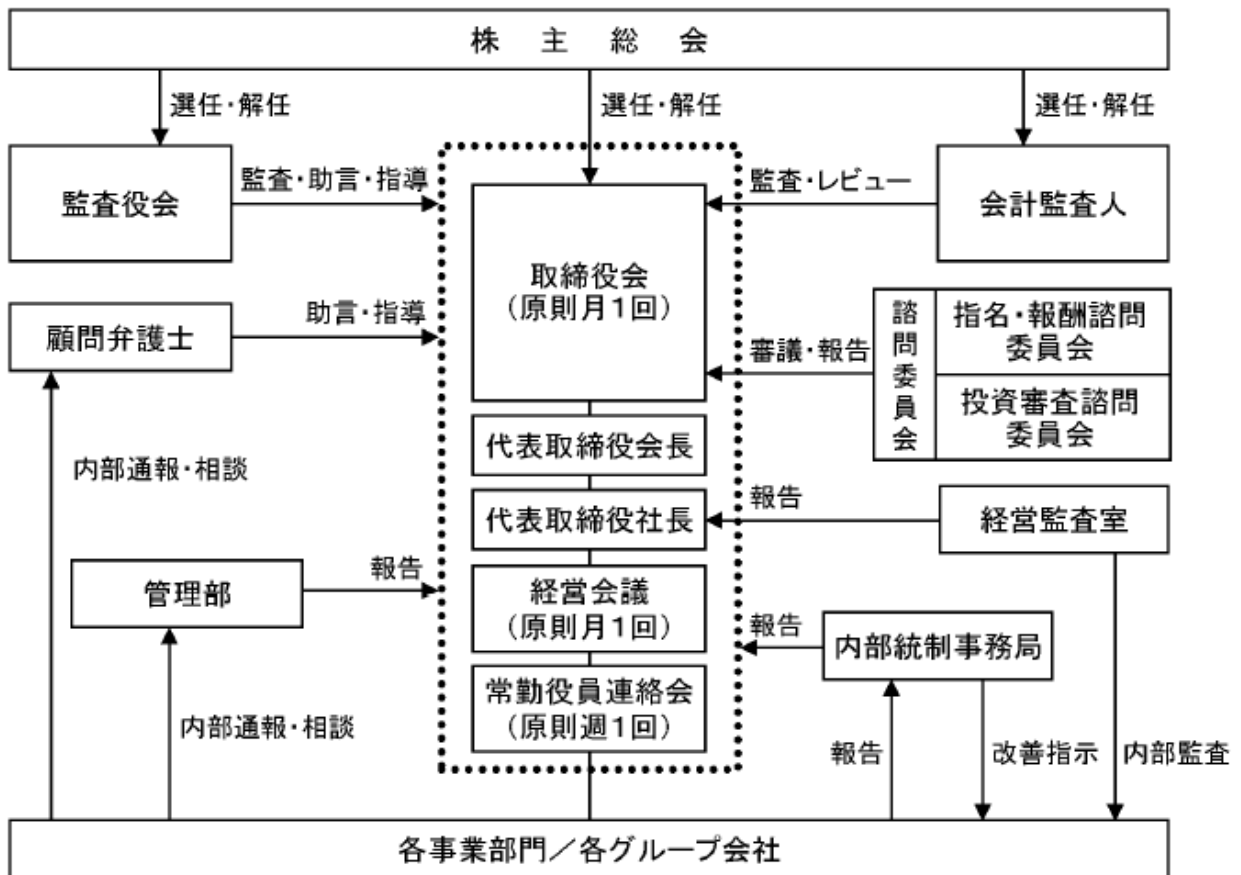 株主総会
選任・解任
選任・解任
選任・解任
監査役会
監査・助言・指導
監査・レビュー
会計監査人
取締役会
(原則月1回)
顧問弁護士
助言・指導
審議・報告
諮問委員会
指名・報酬諮問
委員会
投資審査諮問
委員会
代表取締役会長
内部通報・相談
代表取締役社長
報告
経営監査室
管理部
報告
経営会議
(原則月1回)
報告
内部統制事務局
常勤役員連絡会
(原則週1回)
内部通報・相談
報告
改善指示
内部監査
各事業部門/各グループ会社